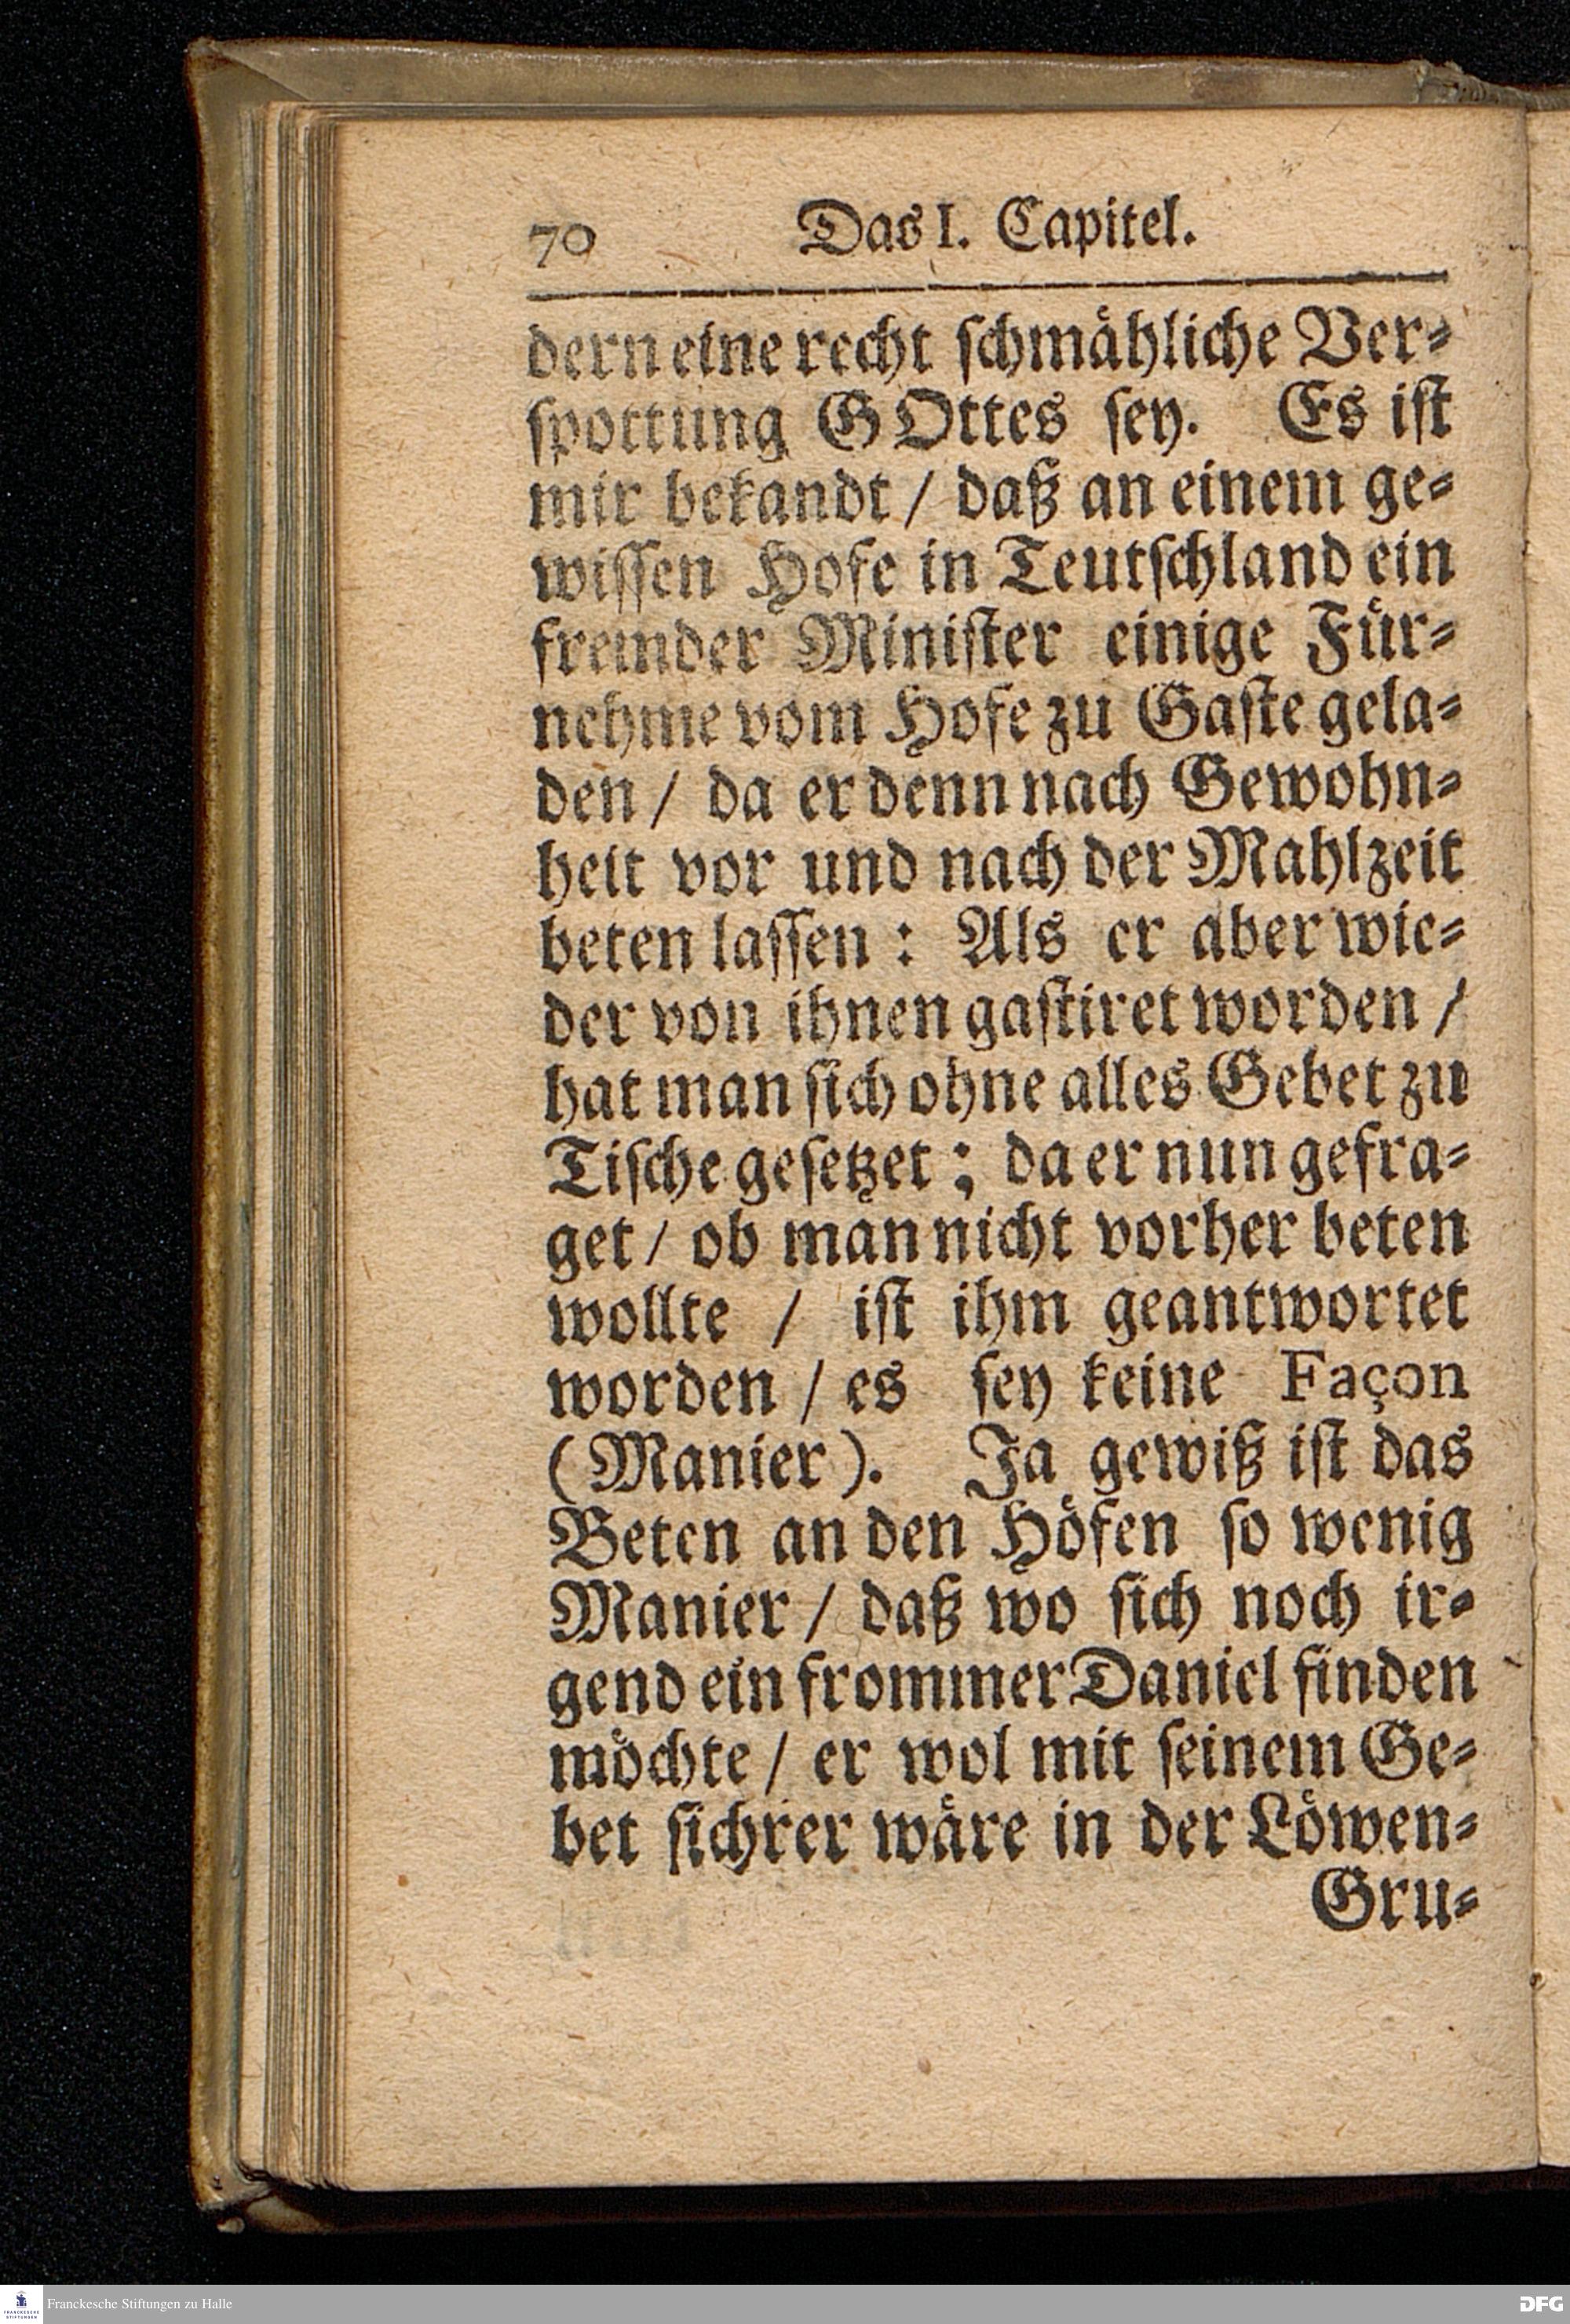 70 Das I. Capitel.
dern eine recht schmähliche Ver-
spottung GOttes sey. Es ist
mir bekandt / daß an einem ge-
wissen Hofe in Teutschland ein
fremder Minister einige Für-
nehme vom Hofe zu Gaste gela-
den / da er denn nach Gewohn-
heit vor und nach der Mahlzeit
beten lassen : Als er aber wie-
der von ihnen gastiret worden /
hat man sich ohne alles Gebet zu
Tische gesetzet ; da er nun gefra-
get / ob man nicht vorher beten
wollte / ist ihm geantwortet
worden / es sey keine Façon
(Manier). Ja gewiß ist das
Beten an den Höfen so wenig
Manier / daß wo sich noch ir-
gend ein frommer Daniel finden
möchte / er wol mit seinem Ge-
bet sichrer wäre in der Löwen-
Gru-
FRANCKESCHE
STIFTUNGEN
Franckesche Stiftungen zu Halle
DFG